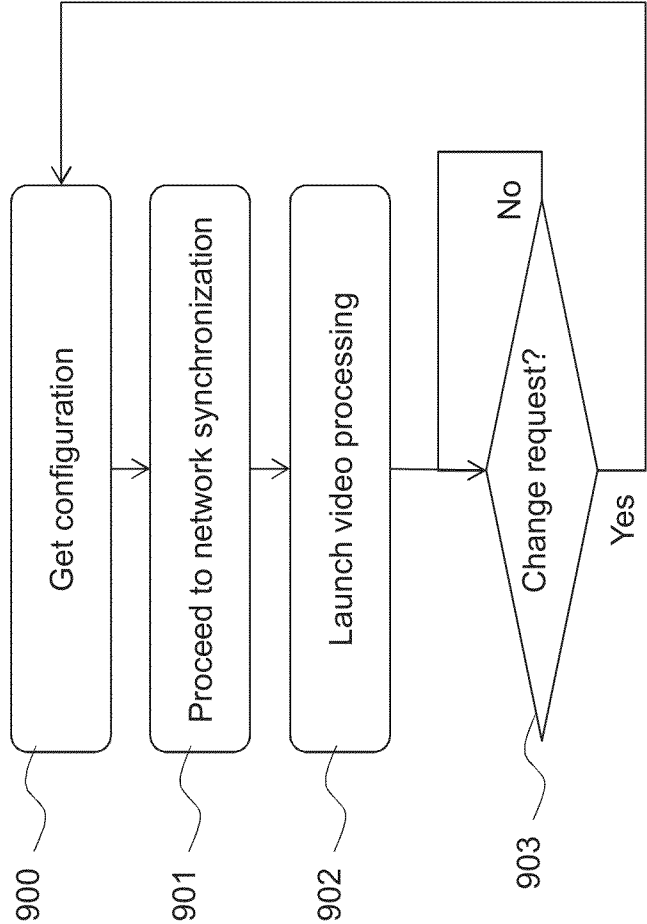 900
Get configuration
901
Proceed to network synchronization
902
Launch video processing
903
Change request?
No
Yes